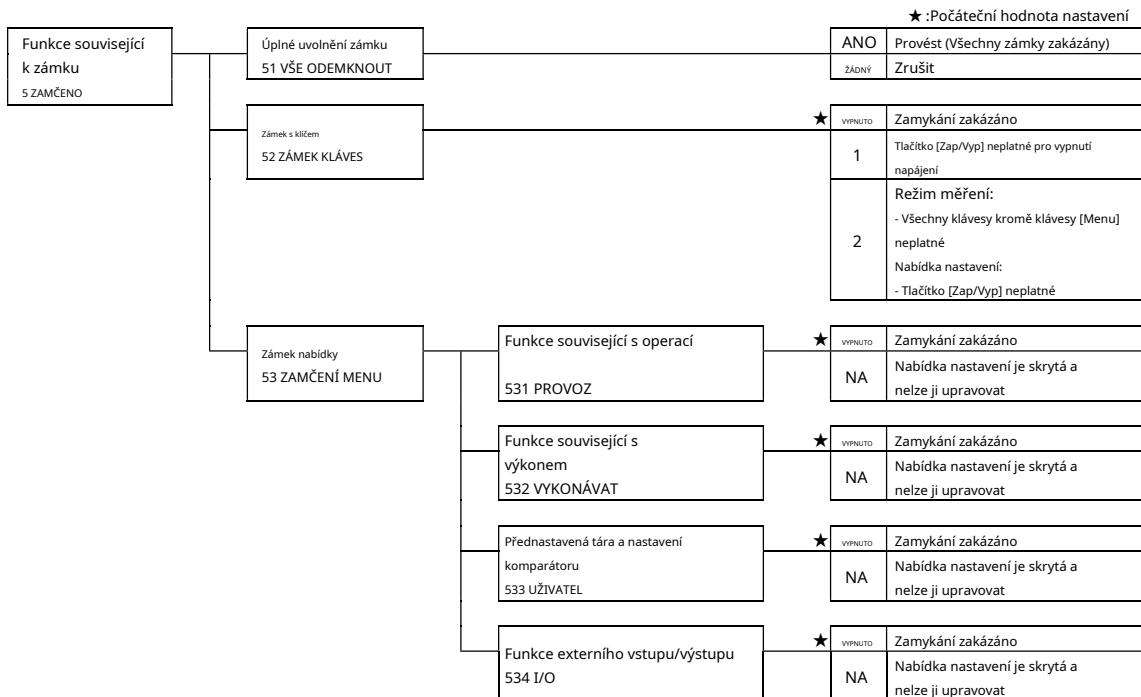 ★ :Počáteční hodnota nastavení
Funkce související
k zámku
5 ZAMČENO
Úplné uvolnění zámku
51 VŠE ODEMKNOUT
ANO
Provést (Všechny zámky zakázány)
ŽÁDNÝ
Zrušit
Zámek s klíčem
52 ZÁMEK KLÁVES
★
VYPNUTO
Zamykání zakázáno
1
Tlačítko [Zap/Vyp] neplatné pro vypnutí
napájení
2
Režim měření:
- Všechny klávesy kromě klávesy [Menu]
neplatné
Nabídka nastavení:
- Tlačítko [Zap/Vyp] neplatné
Zámek nabídky
53 ZAMČENÍ MENU
Funkce související s operací
531 PROVOZ
★
VYPNUTO
Zamykání zakázáno
NA
Nabídka nastavení je skrytá a
nelze ji upravovat
Funkce související s
výkonem
532 VYKONÁVAT
★
VYPNUTO
Zamykání zakázáno
NA
Nabídka nastavení je skrytá a
nelze ji upravovat
Přednastavená tára a nastavení
komparátoru
533 UŽIVATEL
★
VYPNUTO
Zamykání zakázáno
NA
Nabídka nastavení je skrytá a
nelze ji upravovat
Funkce externího vstupu/výstupu
534 I/O
★
VYPNUTO
Zamykání zakázáno
NA
Nabídka nastavení je skrytá a
nelze ji upravovat